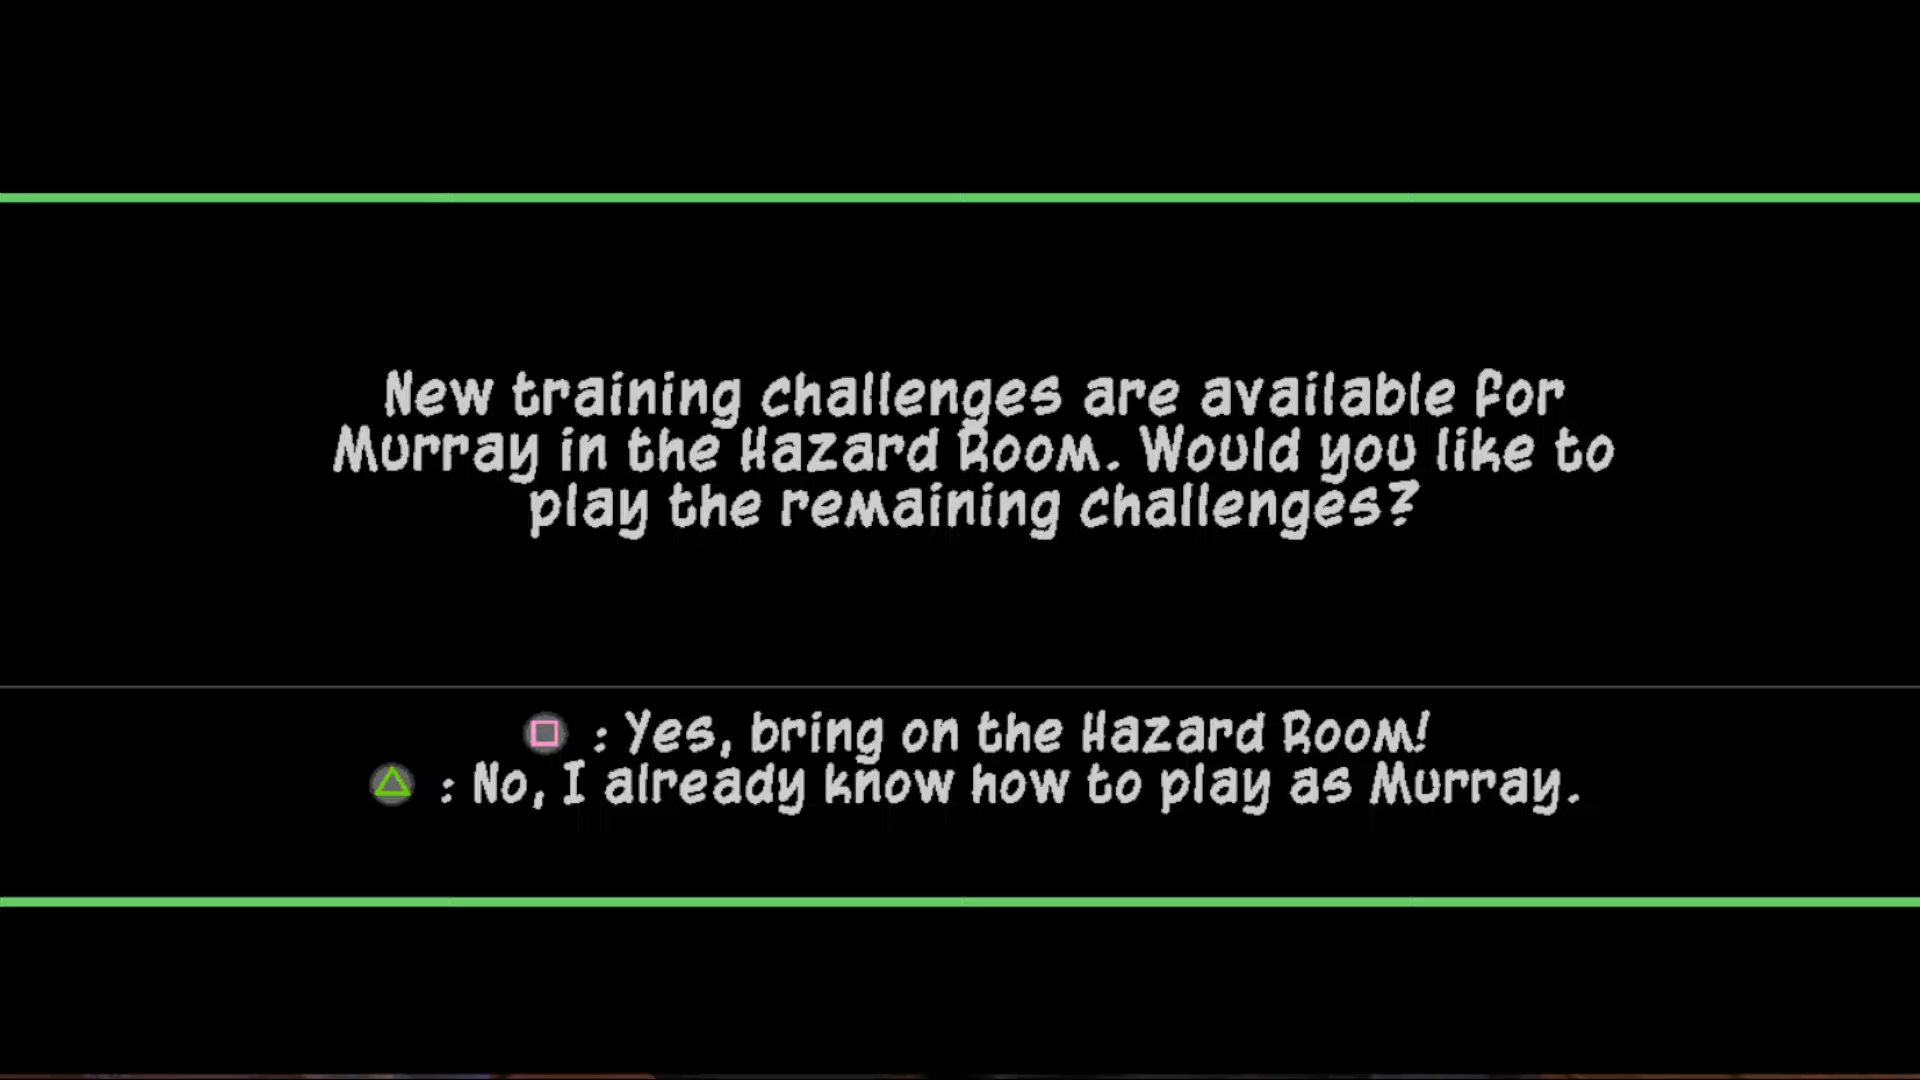 New training challenges are available for
Murray in the Hazard Room. Would you like to
play the remaining challenges?
: Yes, bring on the Hazard Room!
: No, I already know how to play as Murray.